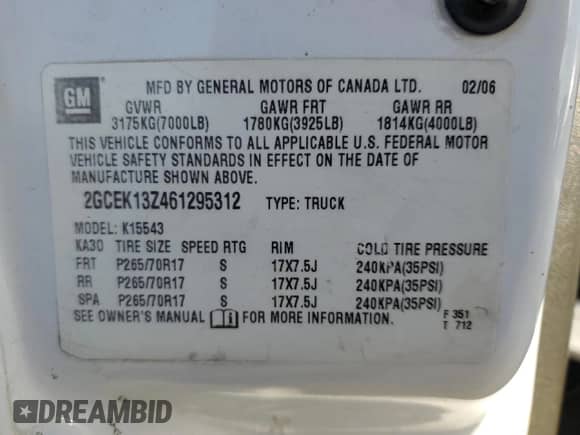 GM
MFD BY GENERAL MOTORS OF CANADA LTD. 02/06
GVWR GAWR FRT GAWR RR
3175KG(7000LB) 1780KG(3925LB) 1814KG(4000LB)
THIS VEHICLE CONFORMS TO ALL APPLICABLE U.S. FEDERAL MOTOR
VEHICLE SAFETY STANDARDS IN EFFECT ON THE DATE OF
MANUFACTURE SHOWN ABOVE.
2GCEK13Z461295312 TYPE: TRUCK
MODEL: K15543
KA30 TIRE SIZE SPEED RTG RIM COLD TIRE PRESSURE
FRT P265/70R17 S 17X7.5J 240KPA(35PSI)
RR P265/70R17 S 17X7.5J 240KPA(35PSI)
SPA P265/70R17 S 17X7.5J 240KPA(35PSI)
SEE OWNER'S MANUAL FOR MORE INFORMATION. F 351
T 712
DREAMBID